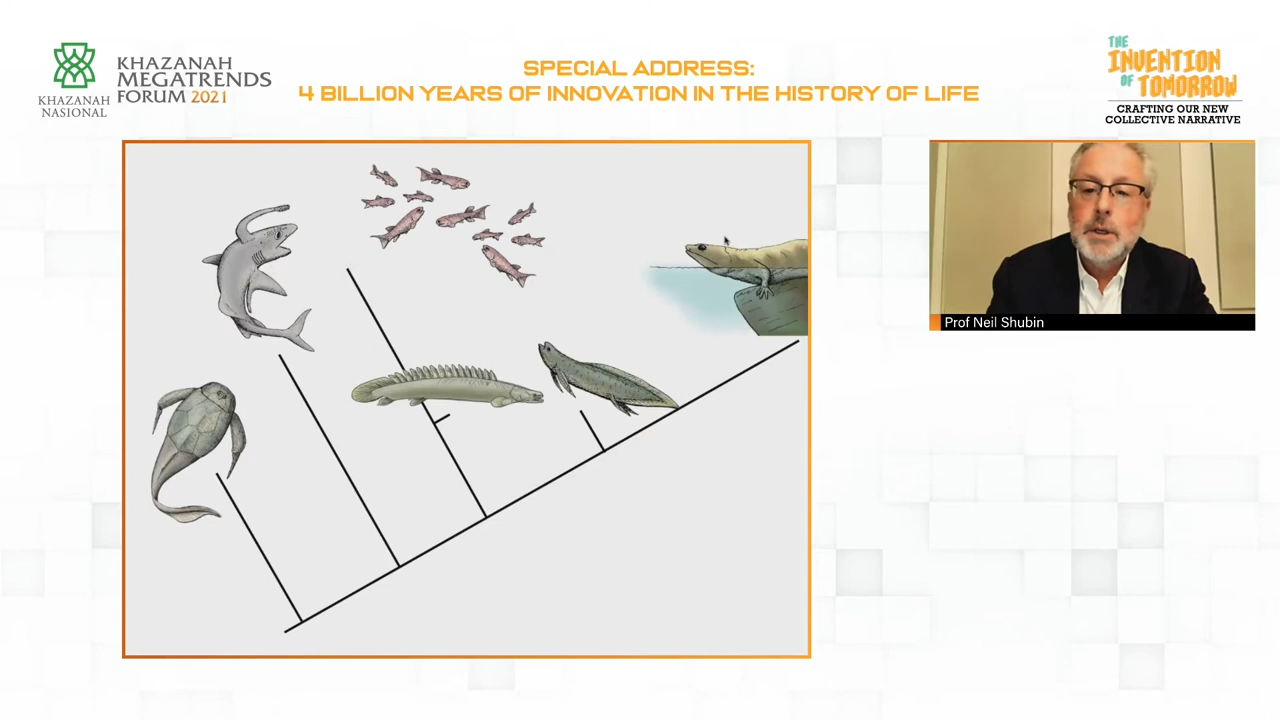 KHAZANAH
NASIONAL
KHAZANAH
MEGATRENDS
FORUM 2021
SPECIAL ADDRESS:
4 BILLION YEARS OF INNOVATION IN THE HISTORY OF LIFE
THE
INVENTION
OF TOMORROW
CRAFTING OUR NEW
COLLECTIVE NARRATIVE
Prof Neil Shubin